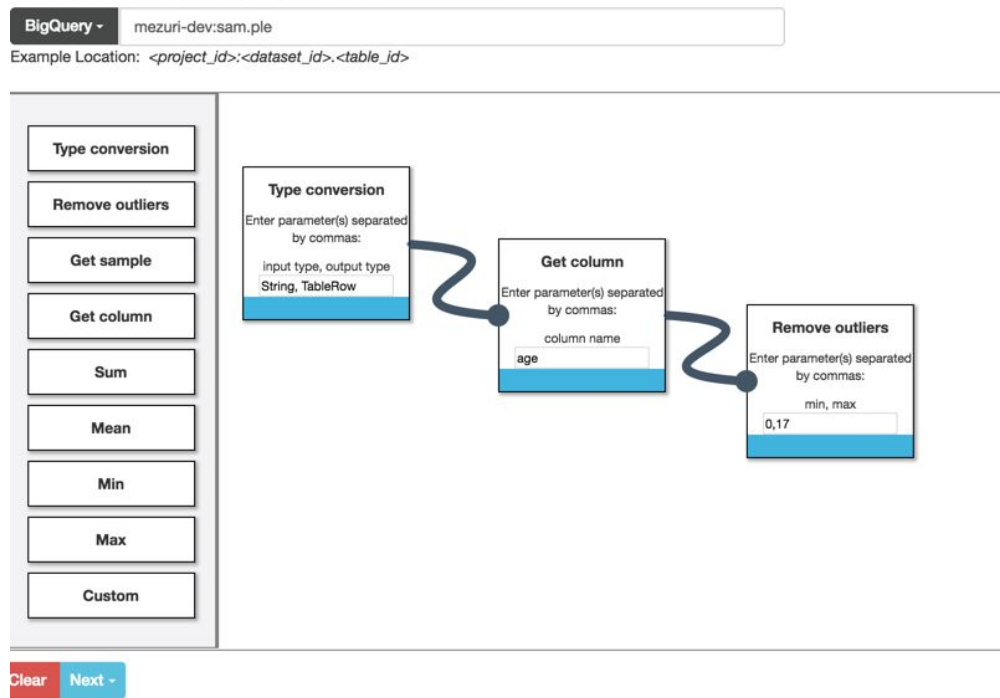 BigQuery
mezuri-dev:sam.ple
Example Location: <project_id>:<dataset_id>.<table_id>
Type conversion
Remove outliers
Get sample
Get column
Sum
Mean
Min
Max
Custom
Type conversion
Enter parameter(s) separated
by commas:
input type, output type
String, TableRow
Get column
Enter parameter(s) separated
by commas:
column name
age
Remove outliers
Enter parameter(s) separated
by commas:
min, max
0,17
Clear
Next